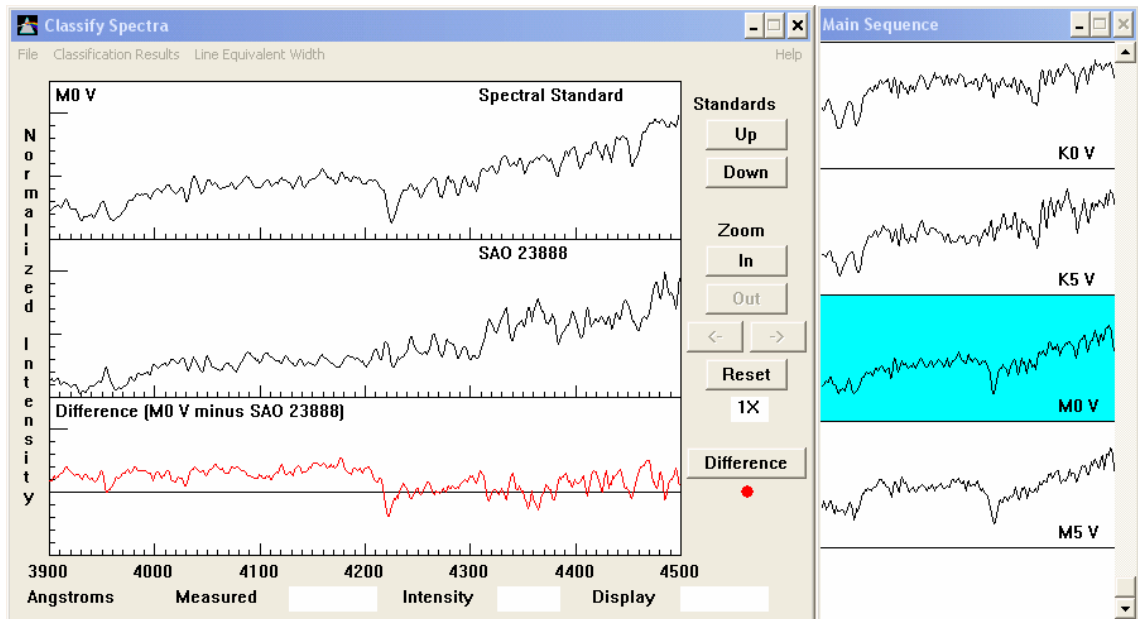 Classify Spectra
File Classification Results Line Equivalent Width Help
M0 V Spectral Standard
SAO 23888
Difference (M0 V minus SAO 23888)
Normalized Intensity
3900 4000 4100 4200 4300 4400 4500
Angstroms Measured Intensity Display
Standards
Up
Down
Zoom
In
Out
<- ->
Reset
1X
Difference
Main Sequence
K0 V
K5 V
M0 V
M5 V